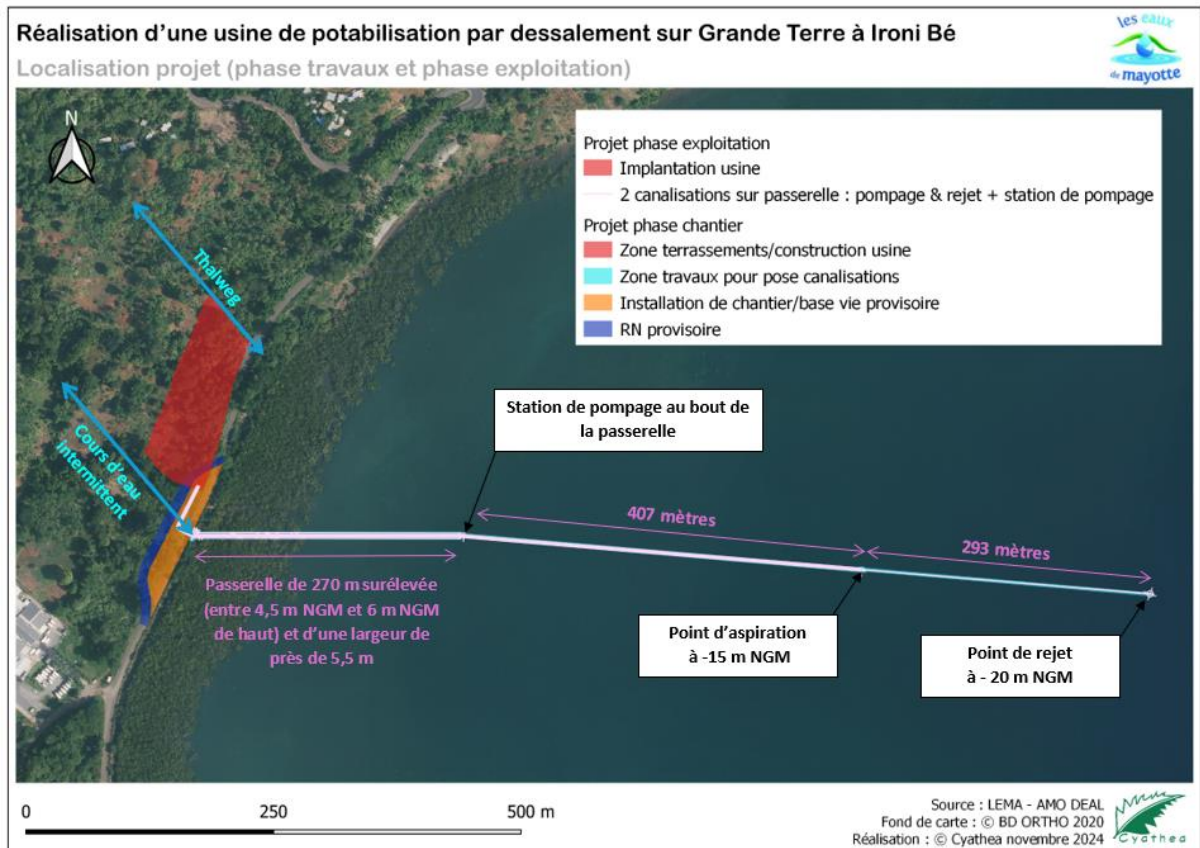 Réalisation d'une usine de potabilisation par dessalement sur Grande Terre à Ironi Bé
Localisation projet (phase travaux et phase exploitation)
les eaux
de mayotte
N
Projet phase exploitation
Implantation usine
2 canalisations sur passerelle : pompage & rejet + station de pompage
Projet phase chantier
Zone terrassements/construction usine
Zone travaux pour pose canalisations
Installation de chantier/base vie provisoire
RN provisoire
Thalweg
Cours d'eau
intermittent
Station de pompage au bout de
la passerelle
407 mètres
293 mètres
Passerelle de 270 m surélevée
(entre 4,5 m NGM et 6 m NGM
de haut) et d'une largeur de
près de 5,5 m
Point d'aspiration
à -15 m NGM
Point de rejet
à - 20 m NGM
0 250 500 m
Source : LEMA - AMO DEAL
Fond de carte : © BD ORTHO 2020
Réalisation : © Cyathea novembre 2024
Cyathea